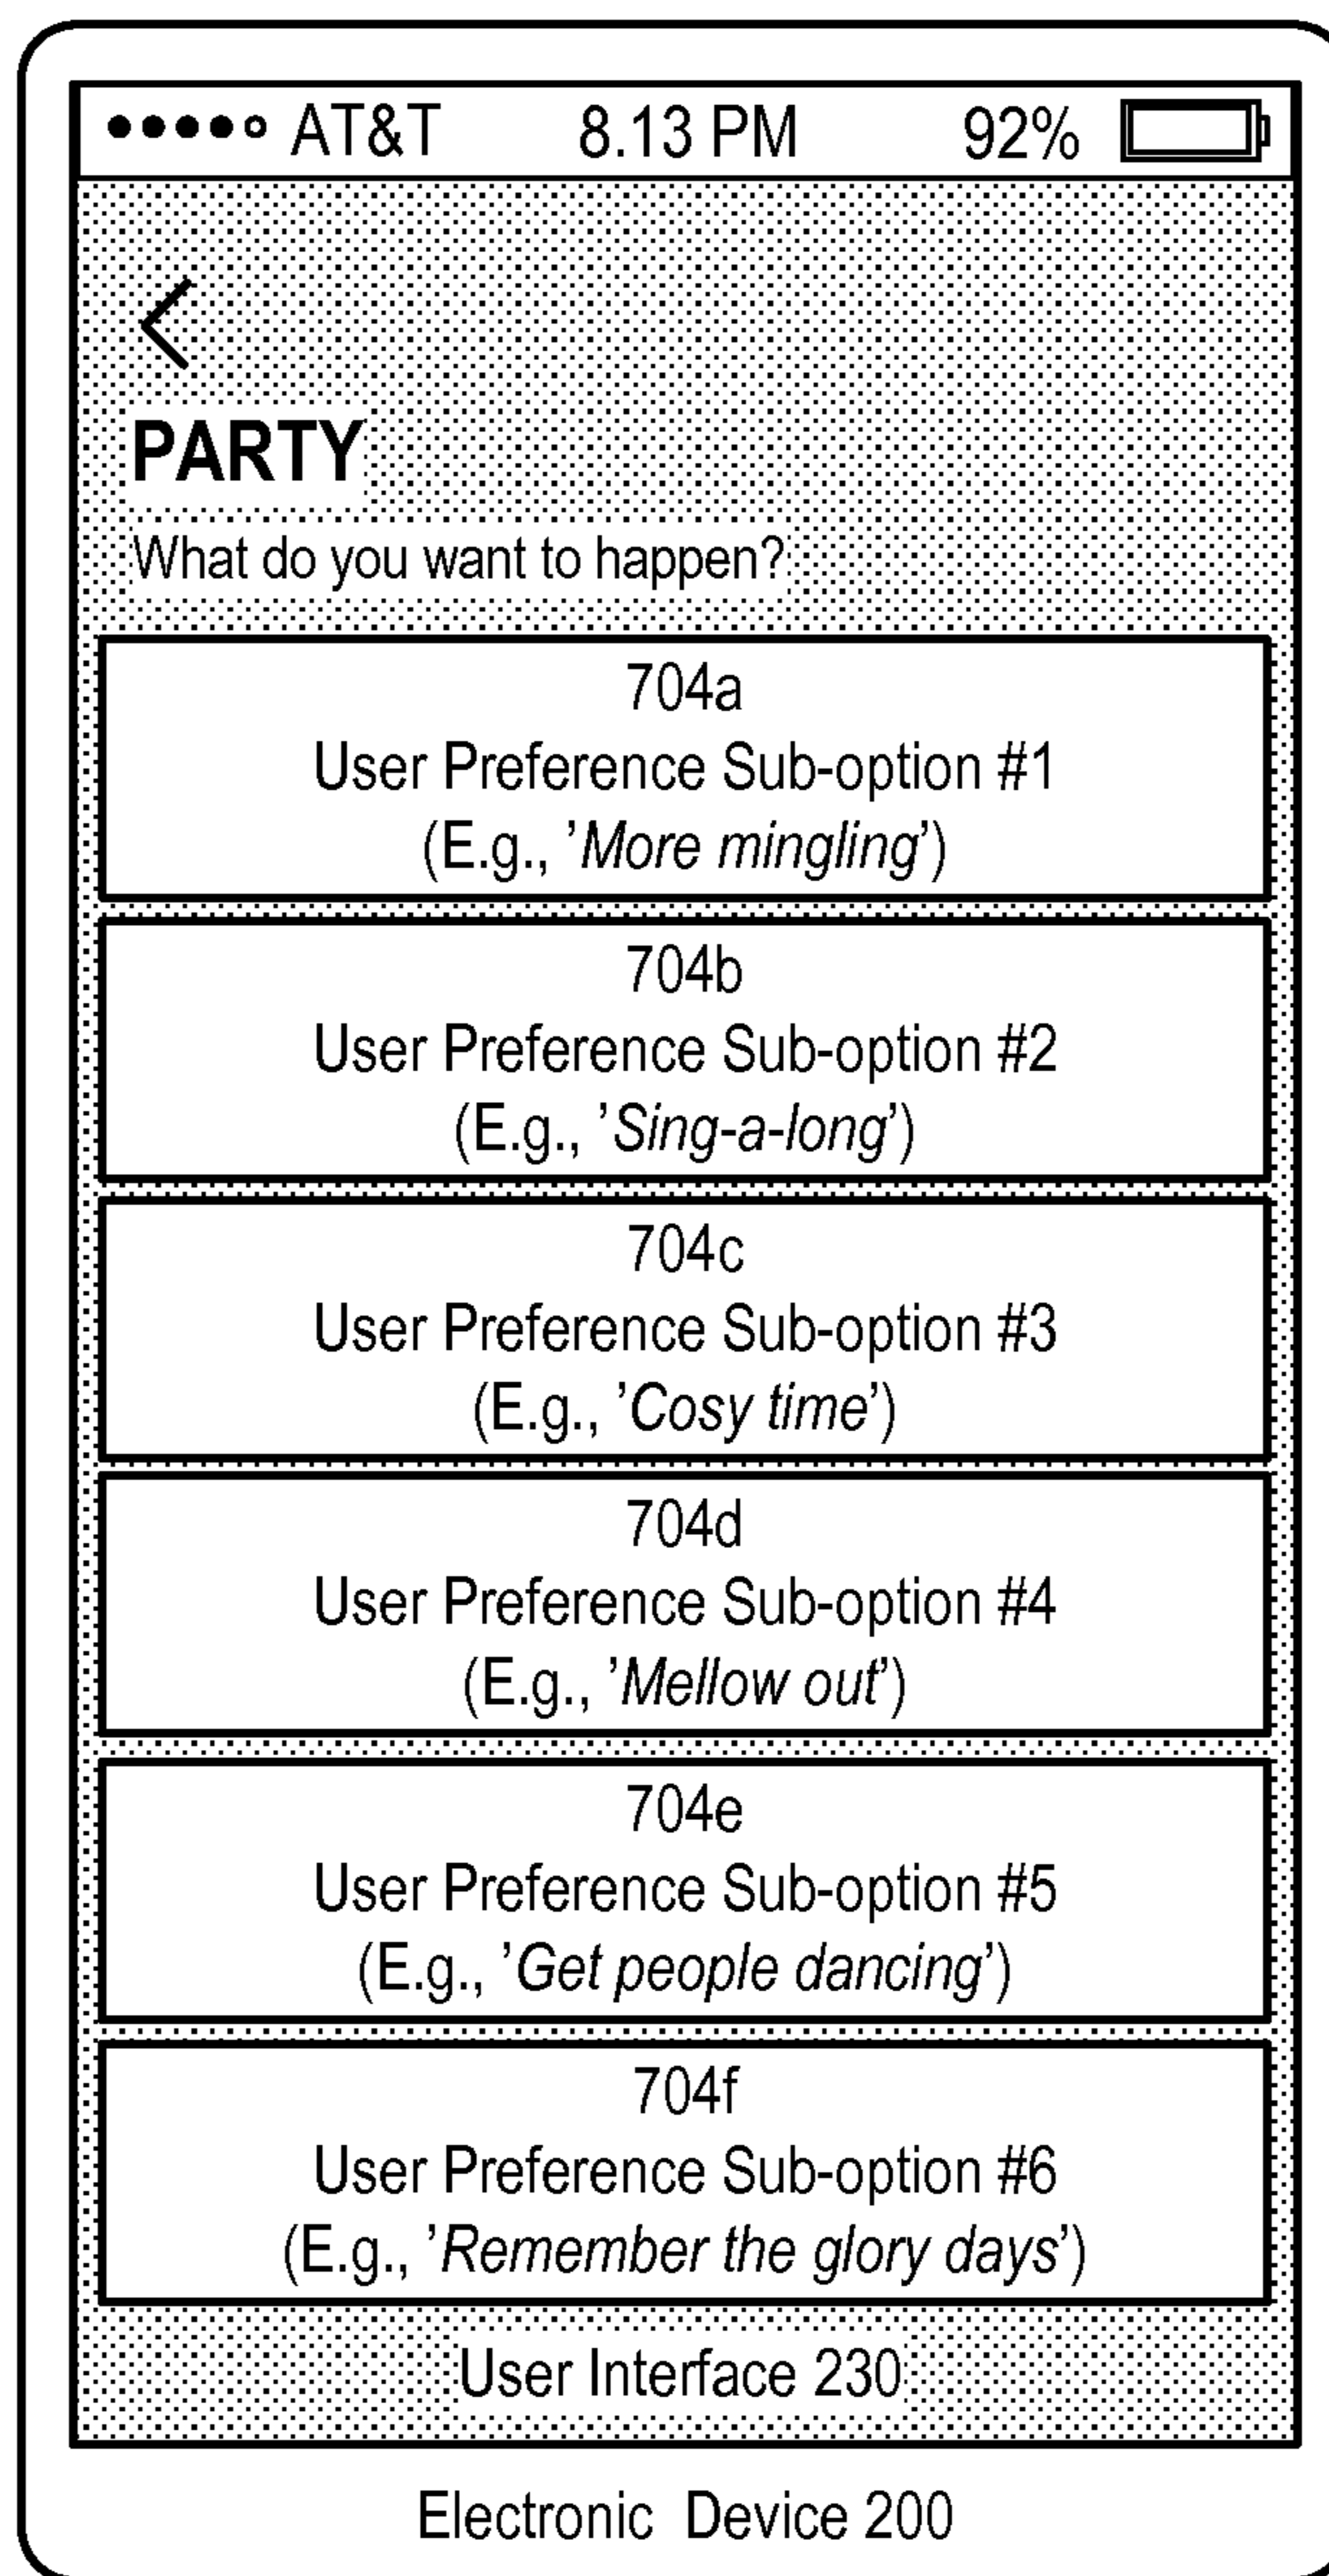 AT&T 8.13 PM 92%
PARTY
What do you want to happen?
704a
User Preference Sub-option #1
(E.g., ’More mingling’)
704b
User Preference Sub-option #2
(E.g., ’Sing-a-long’)
704c
User Preference Sub-option #3
(E.g., ’Cosy time’)
704d
User Preference Sub-option #4
(E.g., ’Mellow out’)
704e
User Preference Sub-option #5
(E.g., ’Get people dancing’)
704f
User Preference Sub-option #6
(E.g., ’Remember the glory days’)
User Interface 230
Electronic Device 200